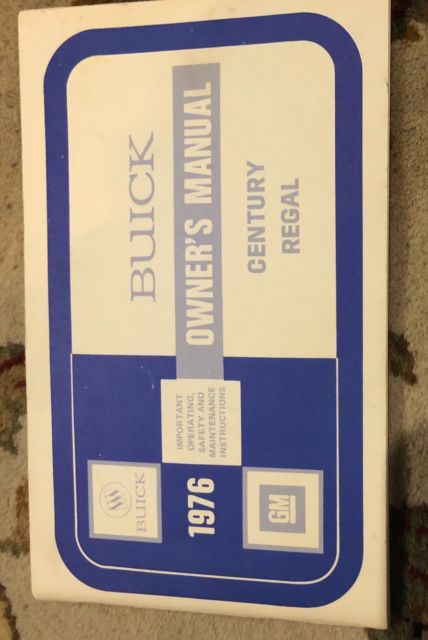 BUICK
OWNER'S MANUAL
CENTURY
REGAL
IMPORTANT
OPERATING,
SAFETY AND
MAINTENANCE
INSTRUCTIONS
BUICK
1976
GM